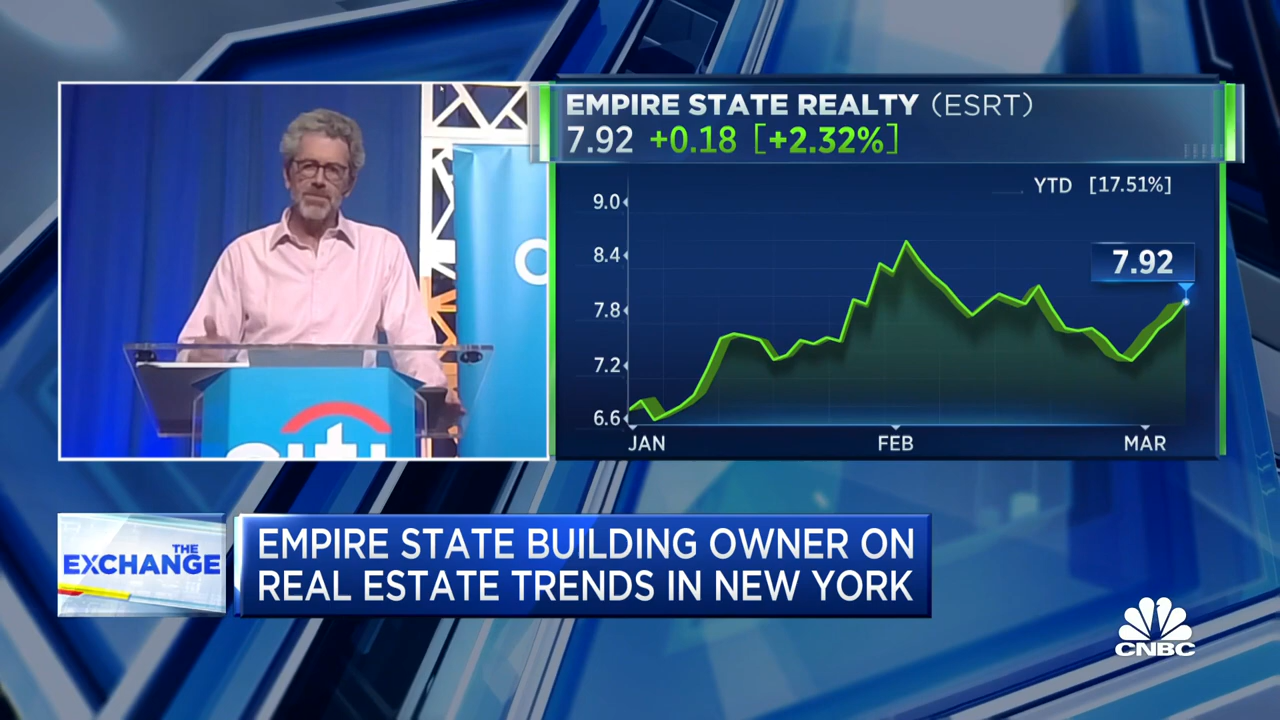 EMPIRE STATE REALTY (ESRT)
7.92 +0.18 [+2.32%]
YTD [17.51%]
9.0
8.4
7.8
7.2
6.6
7.92
JAN FEB MAR
citi
THE
EXCHANGE
EMPIRE STATE BUILDING OWNER ON
REAL ESTATE TRENDS IN NEW YORK
CNBC